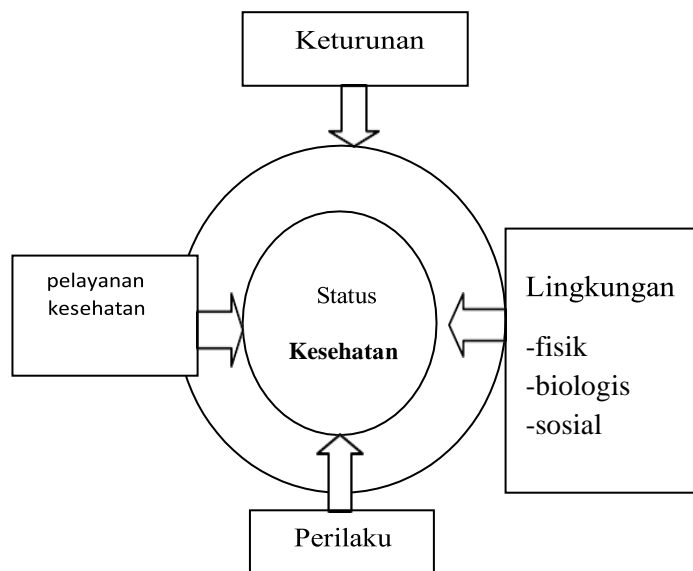 Keturunan
pelayanan
kesehatan
Status
Kesehatan
Lingkungan
-fisik
-biologis
-sosial
Perilaku